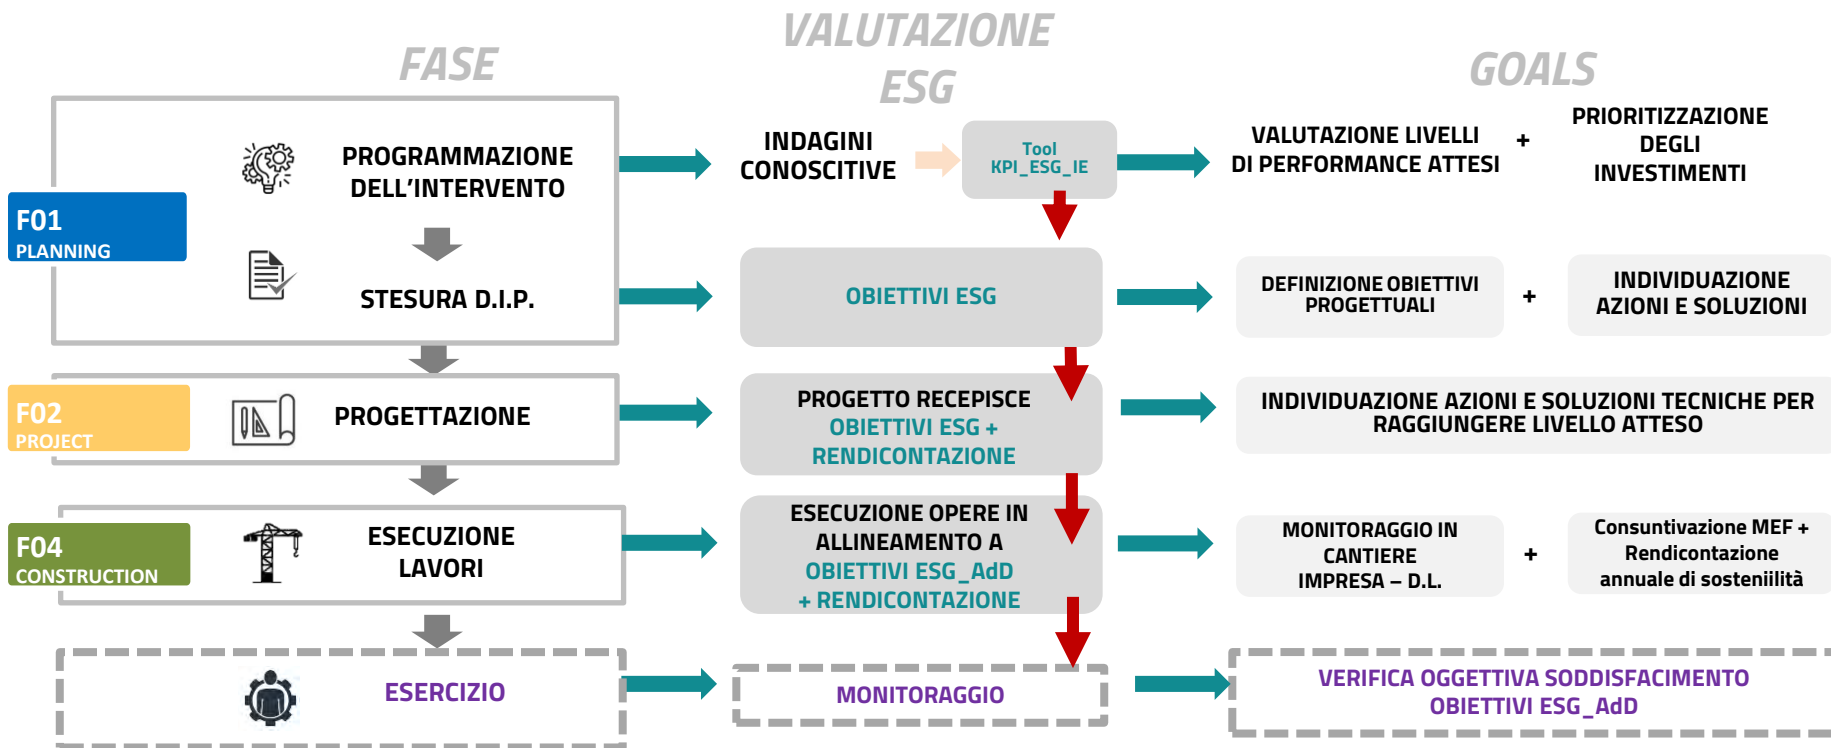 FASE
VALUTAZIONE
ESG
GOALS
F01
PLANNING
PROGRAMMAZIONE
DELL'INTERVENTO
INDAGINI
CONOSCITIVE
Tool
KPI_ESG_IE
VALUTAZIONE LIVELLI
DI PERFORMANCE ATTESI
+
PRIORITIZZAZIONE
DEGLI
INVESTIMENTI
STESURA D.I.P.
OBIETTIVI ESG
DEFINIZIONE OBIETTIVI
PROGETTUALI
+
INDIVIDUAZIONE
AZIONI E SOLUZIONI
F02
PROJECT
PROGETTAZIONE
PROGETTO RECEPISCE
OBIETTIVI ESG +
RENDICONTAZIONE
INDIVIDUAZIONE AZIONI E SOLUZIONI TECNICHE PER
RAGGIUNGERE LIVELLO ATTESO
F04
CONSTRUCTION
ESECUZIONE
LAVORI
ESECUZIONE OPERE IN
ALLINEAMENTO A
OBIETTIVI ESG_AdD
+ RENDICONTAZIONE
MONITORAGGIO IN
CANTIERE
IMPRESA – D.L.
+
Consuntivazione MEF +
Rendicontazione
annuale di sosteniilità
ESERCIZIO
MONITORAGGIO
VERIFICA OGGETTIVA SODDISFACIMENTO
OBIETTIVI ESG_AdD